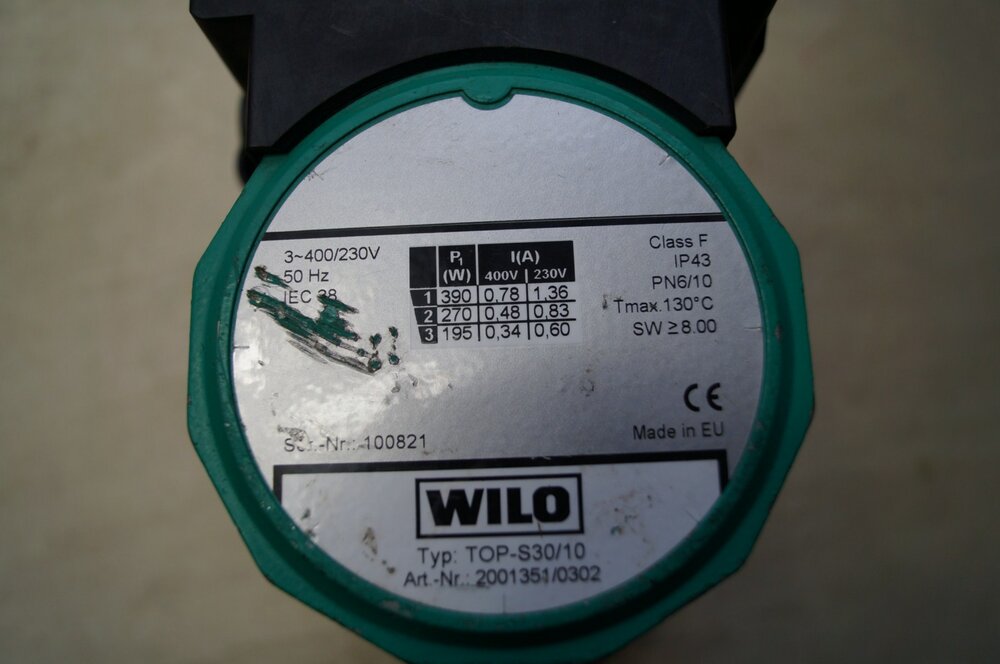 3~400/230V
50 Hz
IEC 38
P₁ (W) I(A)
400V 230V
1 390 0,78 1,36
2 270 0,48 0,83
3 195 0,34 0,60
Class F
IP43
PN6/10
Tmax.130°C
SW ≥ 8.00
CE
Made in EU
Ser.-Nr.: 100821
WILO
Typ: TOP-S30/10
Art.-Nr.: 2001351/0302